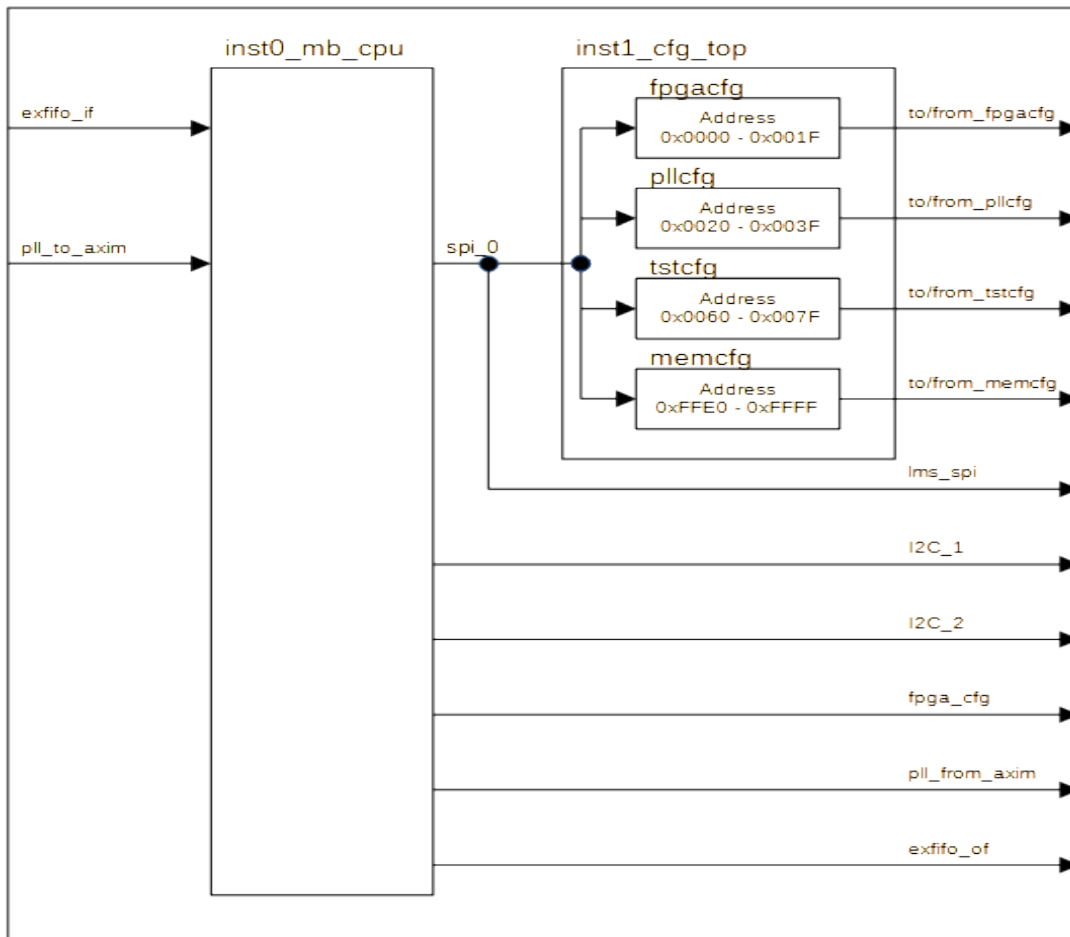 inst0_mb_cpu
inst1_cfg_top
fpgacfg
exfifo_if
Address
0x0000 - 0x001F
to/from_fpgacfg
pllcfg
Address
0x0020 - 0x003F
to/from_pllcfg
pll_to_axim
spi_0
tstcfg
Address
0x0060 - 0x007F
to/from_tstcfg
memcfg
Address
0xFFE0 - 0xFFFF
to/from_memcfg
lms_spi
I2C_1
I2C_2
fpga_cfg
pll_from_axim
exfifo_of